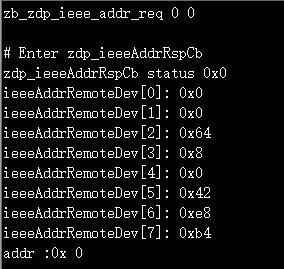 zb_zdp_ieee_addr_req 0 0
# Enter zdp_ieeeAddrRspCb
zdp_ieeeAddrRspCb status 0x0
ieeeAddrRemoteDev[0]: 0x0
ieeeAddrRemoteDev[1]: 0x0
ieeeAddrRemoteDev[2]: 0x64
ieeeAddrRemoteDev[3]: 0x8
ieeeAddrRemoteDev[4]: 0x0
ieeeAddrRemoteDev[5]: 0x42
ieeeAddrRemoteDev[6]: 0xe8
ieeeAddrRemoteDev[7]: 0xb4
addr :0x 0